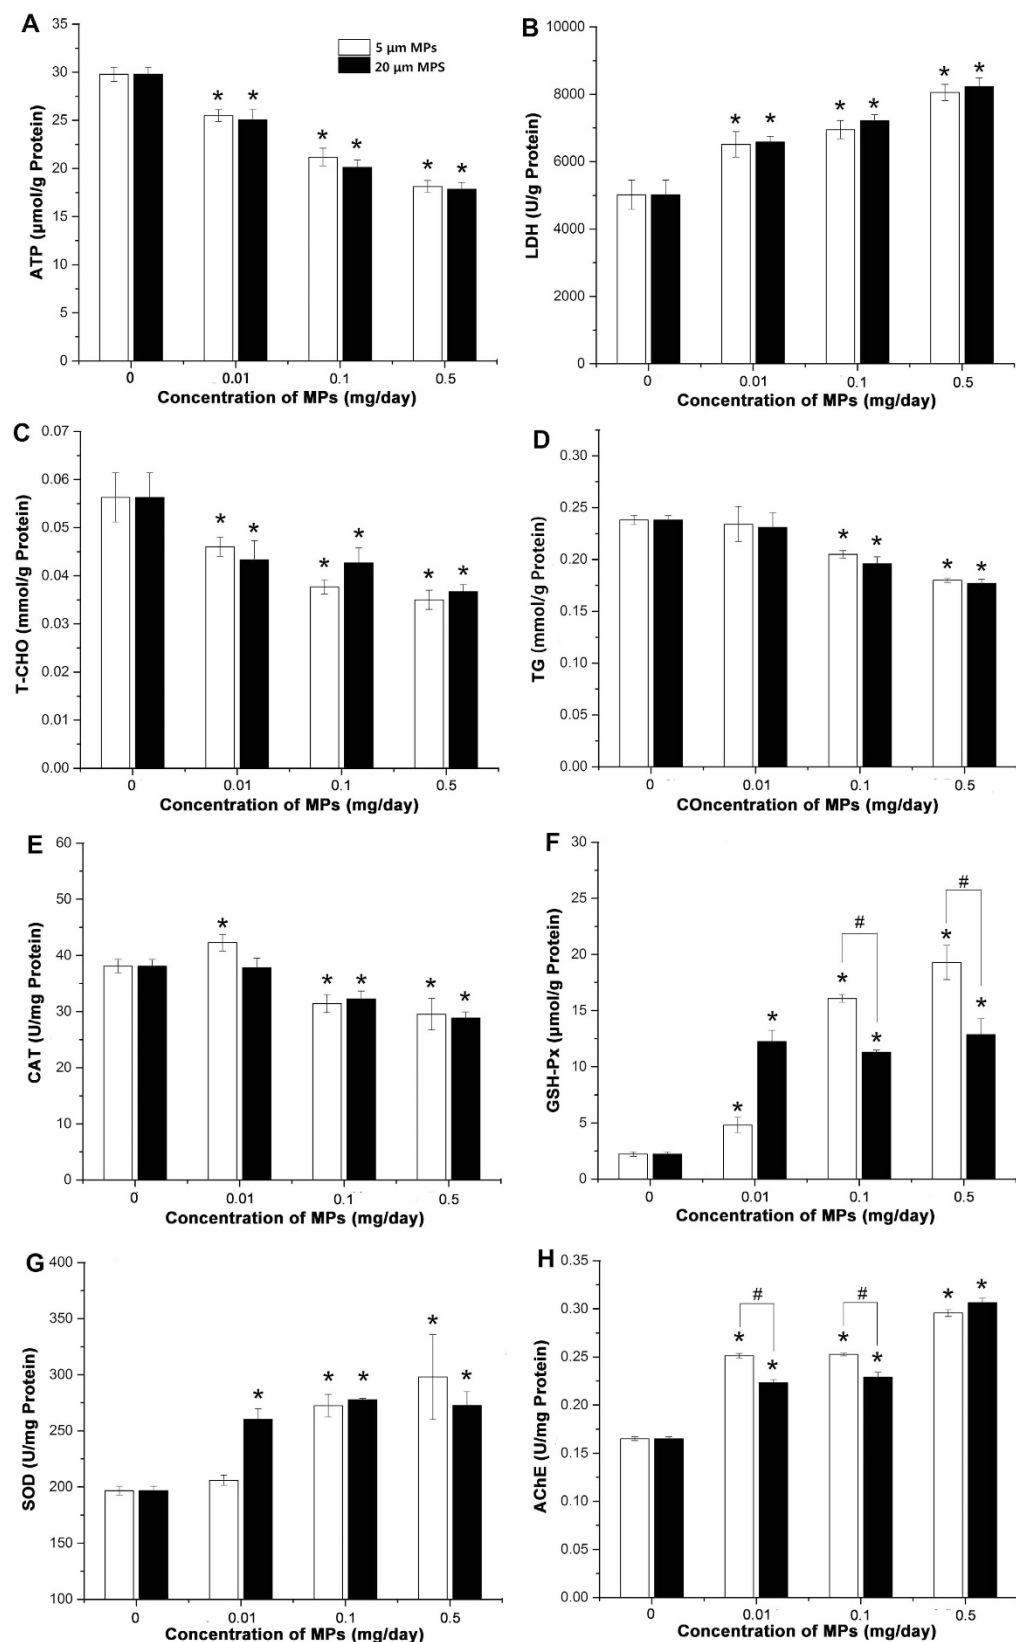 A
ATP (μmol/g Protein)
35
30
25
20
15
10
5
0
5 μm MPs
20 μm MPS
* * * * * *
0 0.01 0.1 0.5
Concentration of MPs (mg/day)
B
LDH (U/g Protein)
10000
8000
6000
4000
2000
0
* * * * * *
0 0.01 0.1 0.5
Concentration of MPs (mg/day)
C
T-CHO (mmol/g Protein)
0.07
0.06
0.05
0.04
0.03
0.02
0.01
0.00
* * * * * *
0 0.01 0.1 0.5
Concentration of MPs (mg/day)
D
TG (mmol/g Protein)
0.30
0.25
0.20
0.15
0.10
0.05
0.00
* * * *
0 0.01 0.1 0.5
COncentration of MPs (mg/day)
E
CAT (U/mg Protein)
60
50
40
30
20
10
0
* * * * *
0 0.01 0.1 0.5
Concentration of MPs (mg/day)
F
GSH-Px (μmol/g Protein)
30
25
20
15
10
5
0
# #
* * * * * *
0 0.01 0.1 0.5
Concentration of MPs (mg/day)
G
SOD (U/mg Protein)
400
350
300
250
200
150
100
* * * * *
0 0.01 0.1 0.5
Concentration of MPs (mg/day)
H
AChE (U/mg Protein)
0.35
0.30
0.25
0.20
0.15
0.10
0.05
0.00
# #
* * * * * *
0 0.01 0.1 0.5
Concentration of MPs (mg/day)